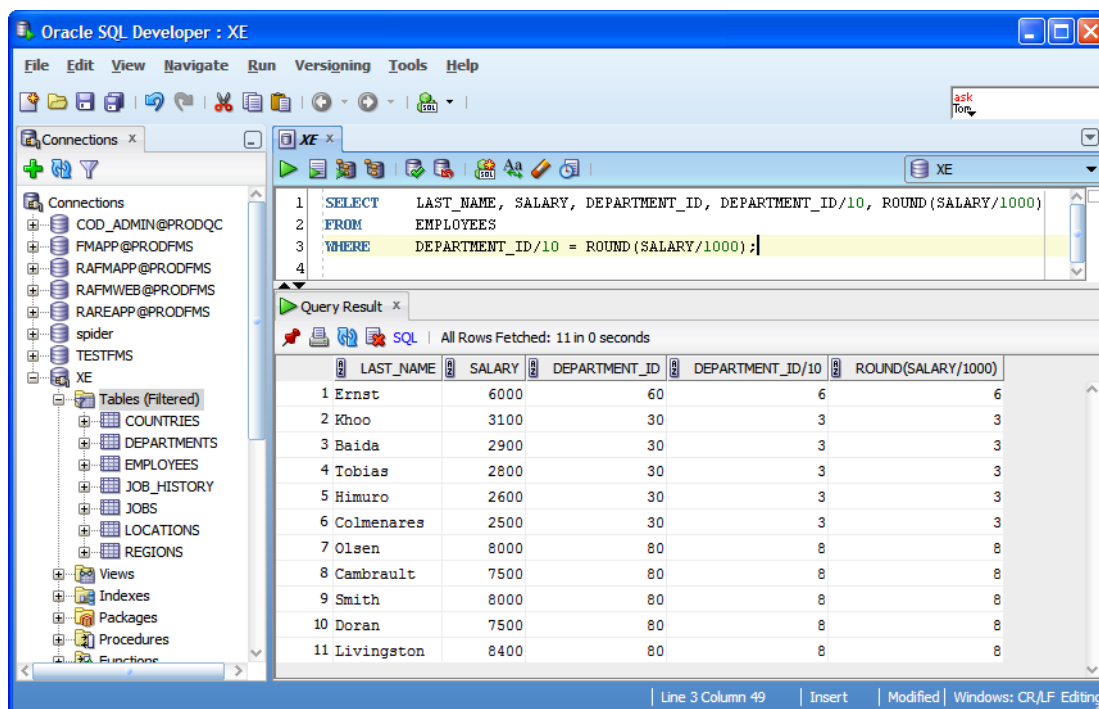 Oracle SQL Developer : XE
File Edit View Navigate Run Versioning Tools Help
ask
Tom
Connections
XE
XE
Connections
COD_ADMIN@PRODQC
FMAPP@PRODFMS
RAFMAPP@PRODFMS
RAFMWEB@PRODFMS
RAREAPP@PRODFMS
spider
TESTFMS
XE
Tables (Filtered)
COUNTRIES
DEPARTMENTS
EMPLOYEES
JOB_HISTORY
JOBS
LOCATIONS
REGIONS
Views
Indexes
Packages
Procedures
Functions
1 SELECT LAST_NAME, SALARY, DEPARTMENT_ID, DEPARTMENT_ID/10, ROUND(SALARY/1000)
2 FROM EMPLOYEES
3 WHERE DEPARTMENT_ID/10 = ROUND(SALARY/1000);
4
Query Result
SQL | All Rows Fetched: 11 in 0 seconds
LAST_NAME SALARY DEPARTMENT_ID DEPARTMENT_ID/10 ROUND(SALARY/1000)
1 Ernst 6000 60 6 6
2 Khoo 3100 30 3 3
3 Baida 2900 30 3 3
4 Tobias 2800 30 3 3
5 Himuro 2600 30 3 3
6 Colmenares 2500 30 3 3
7 Olsen 8000 80 8 8
8 Cambrault 7500 80 8 8
9 Smith 8000 80 8 8
10 Doran 7500 80 8 8
11 Livingston 8400 80 8 8
Line 3 Column 49 | Insert | Modified | Windows: CR/LF Editing